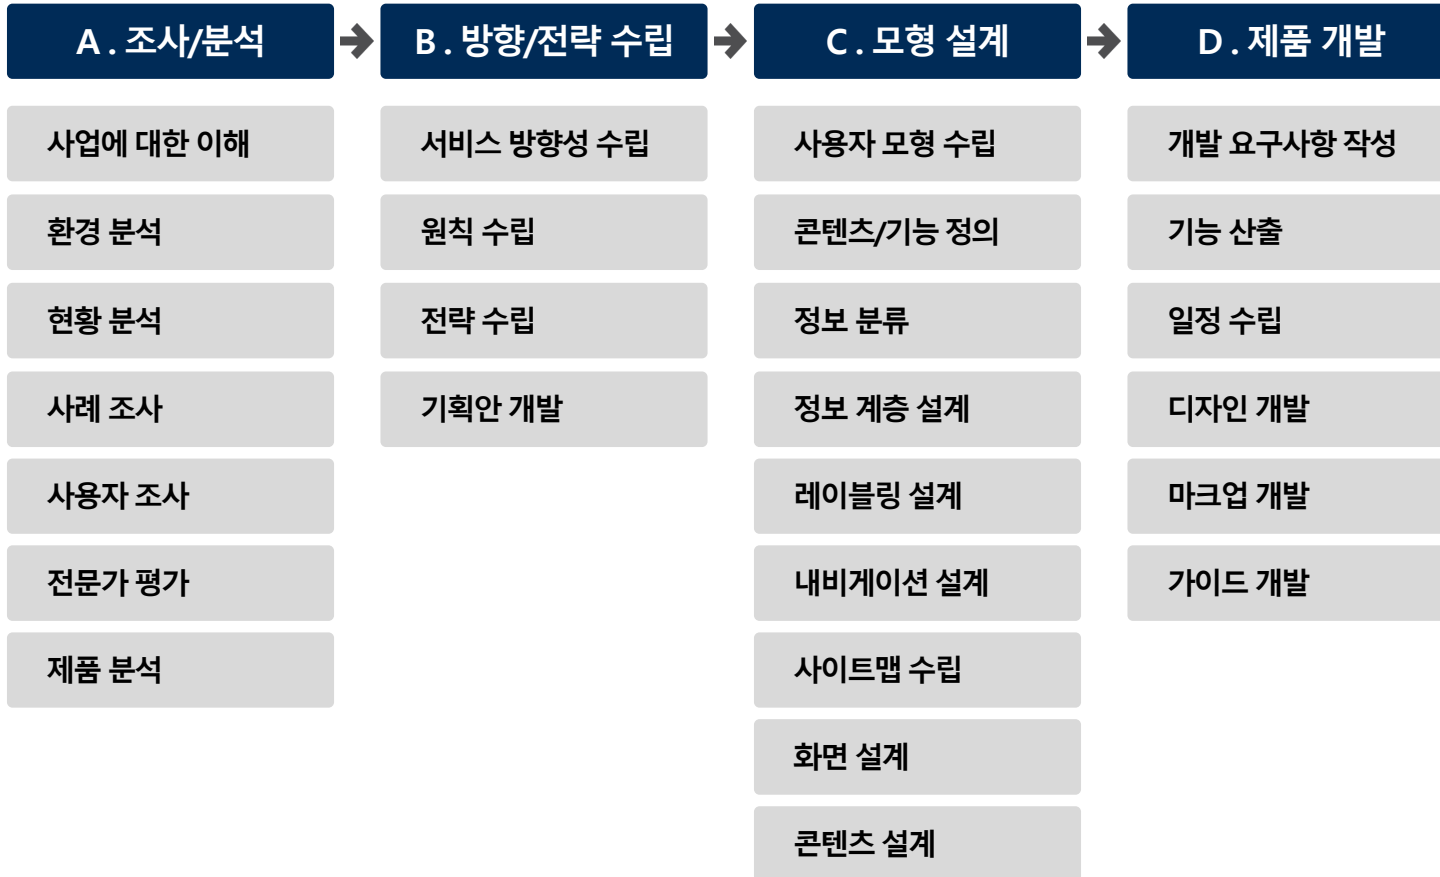 A . 조사/분석
사업에 대한 이해
환경 분석
현황 분석
사례 조사
사용자 조사
전문가 평가
제품 분석
B . 방향/전략 수립
서비스 방향성 수립
원칙 수립
전략 수립
기획안 개발
C . 모형 설계
사용자 모형 수립
콘텐츠/기능 정의
정보 분류
정보 계층 설계
레이블링 설계
내비게이션 설계
사이트맵 수립
화면 설계
콘텐츠 설계
D . 제품 개발
개발 요구사항 작성
기능 산출
일정 수립
디자인 개발
마크업 개발
가이드 개발